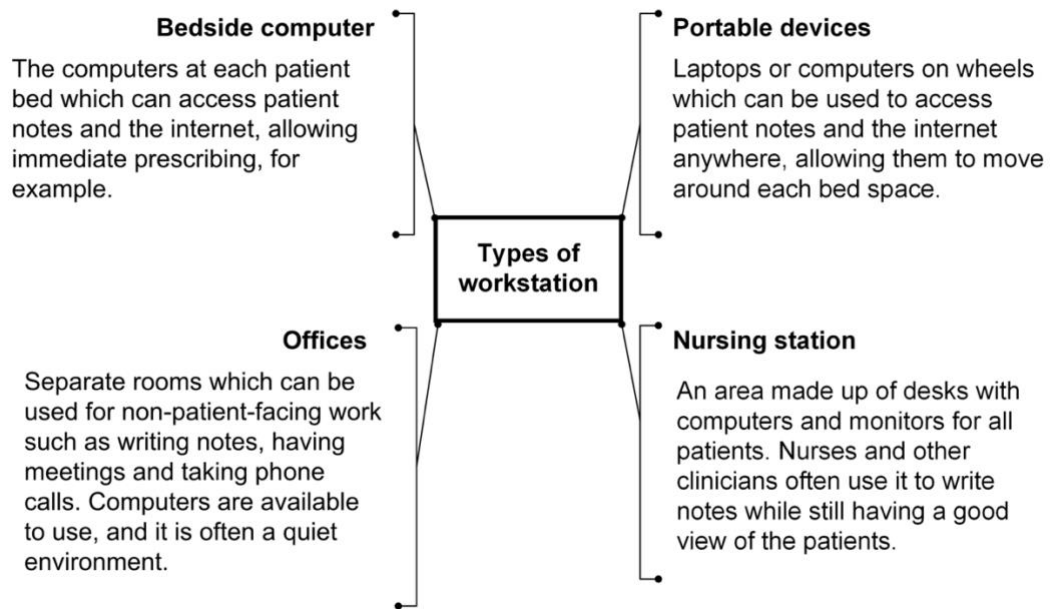 Bedside computer
The computers at each patient
bed which can access patient
notes and the internet, allowing
immediate prescribing, for
example.
Portable devices
Laptops or computers on wheels
which can be used to access
patient notes and the internet
anywhere, allowing them to move
around each bed space.
Types of
workstation
Offices
Separate rooms which can be
used for non-patient-facing work
such as writing notes, having
meetings and taking phone
calls. Computers are available
to use, and it is often a quiet
environment.
Nursing station
An area made up of desks with
computers and monitors for all
patients. Nurses and other
clinicians often use it to write
notes while still having a good
view of the patients.